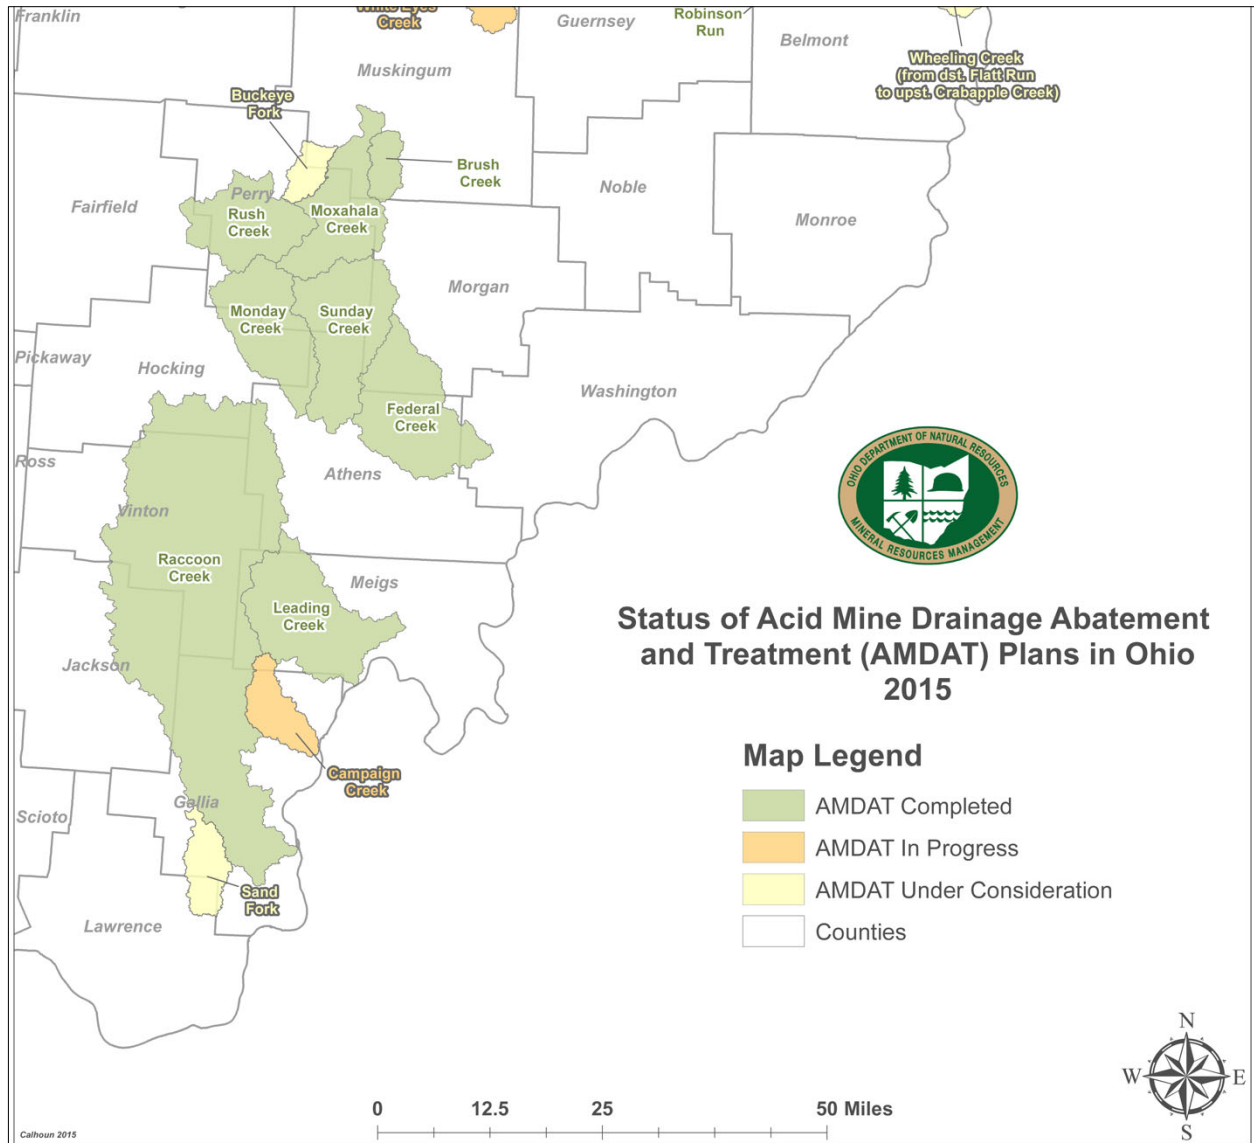 Franklin
White Eyes
Creek
Guernsey
Robinson
Run
Belmont
Muskingum
Wheeling Creek
(from dst. Flatt Run
to upst. Crabapple Creek)
Buckeye
Fork
Brush
Creek
Perry
Fairfield
Rush
Creek
Moxahala
Creek
Noble
Monroe
Morgan
Monday
Creek
Sunday
Creek
Pickaway
Hocking
Washington
Federal
Creek
Ross
Athens
Vinton
OHIO DEPARTMENT OF NATURAL RESOURCES
MINERAL RESOURCES MANAGEMENT
Raccoon
Creek
Meigs
Leading
Creek
Jackson
Status of Acid Mine Drainage Abatement
and Treatment (AMDAT) Plans in Ohio
2015
Campaign
Creek
Gallia
Scioto
Sand
Fork
Lawrence
Map Legend
AMDAT Completed
AMDAT In Progress
AMDAT Under Consideration
Counties
N
W E
S
0 12.5 25 50 Miles
Calhoun 2015